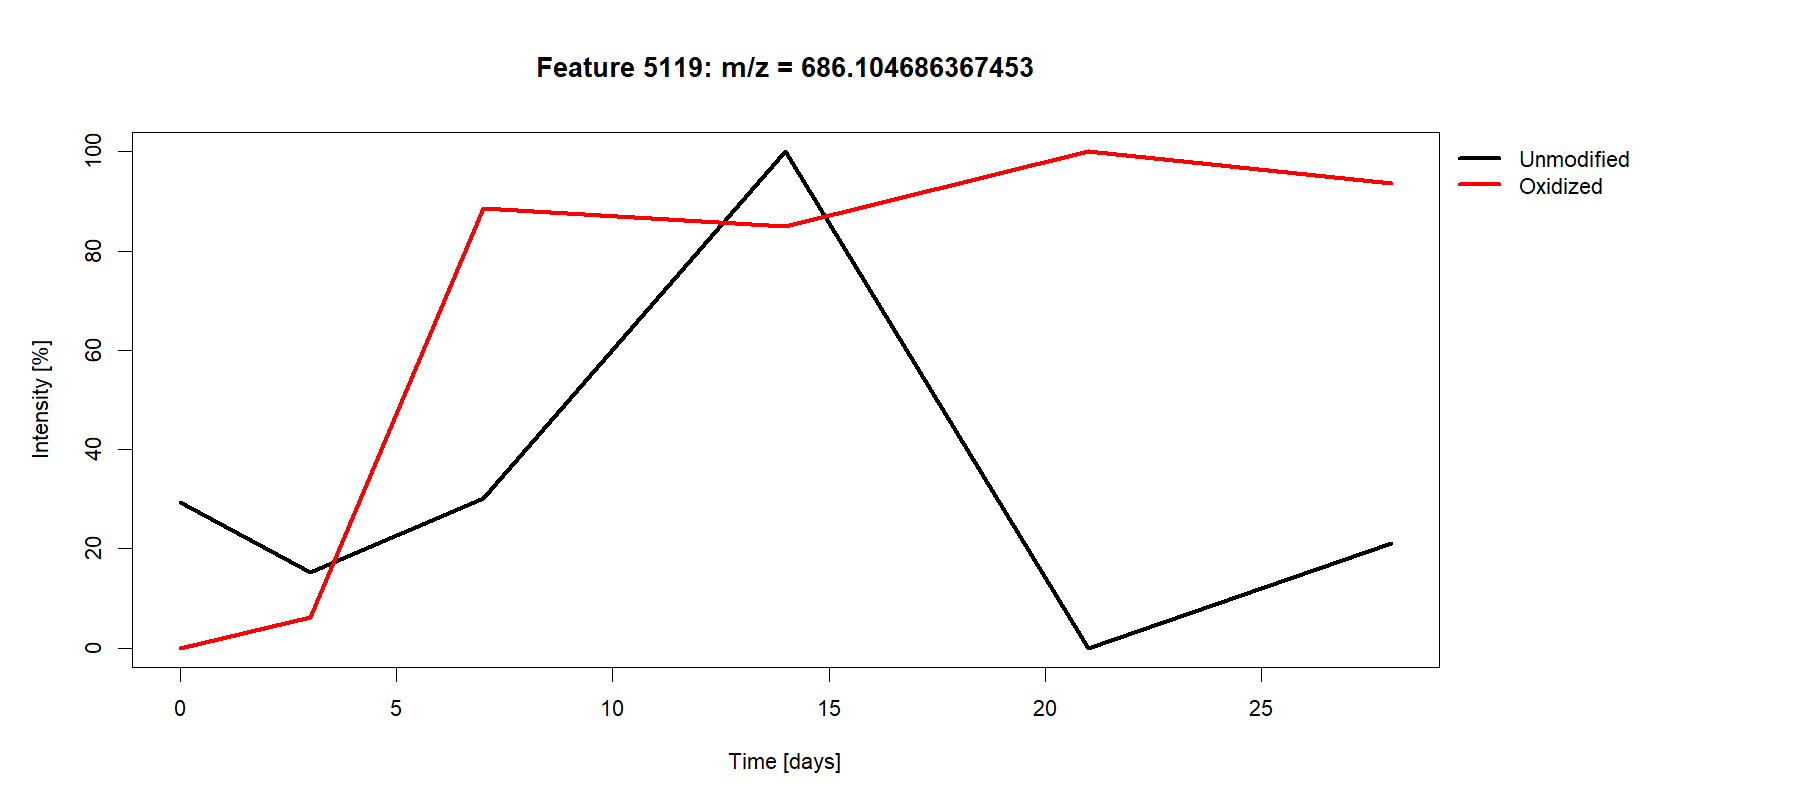 Feature 5119: m/z = 686.104686367453
Unmodified
Oxidized
100
80
60
40
20
0
Intensity [%]
0 5 10 15 20 25
Time [days]